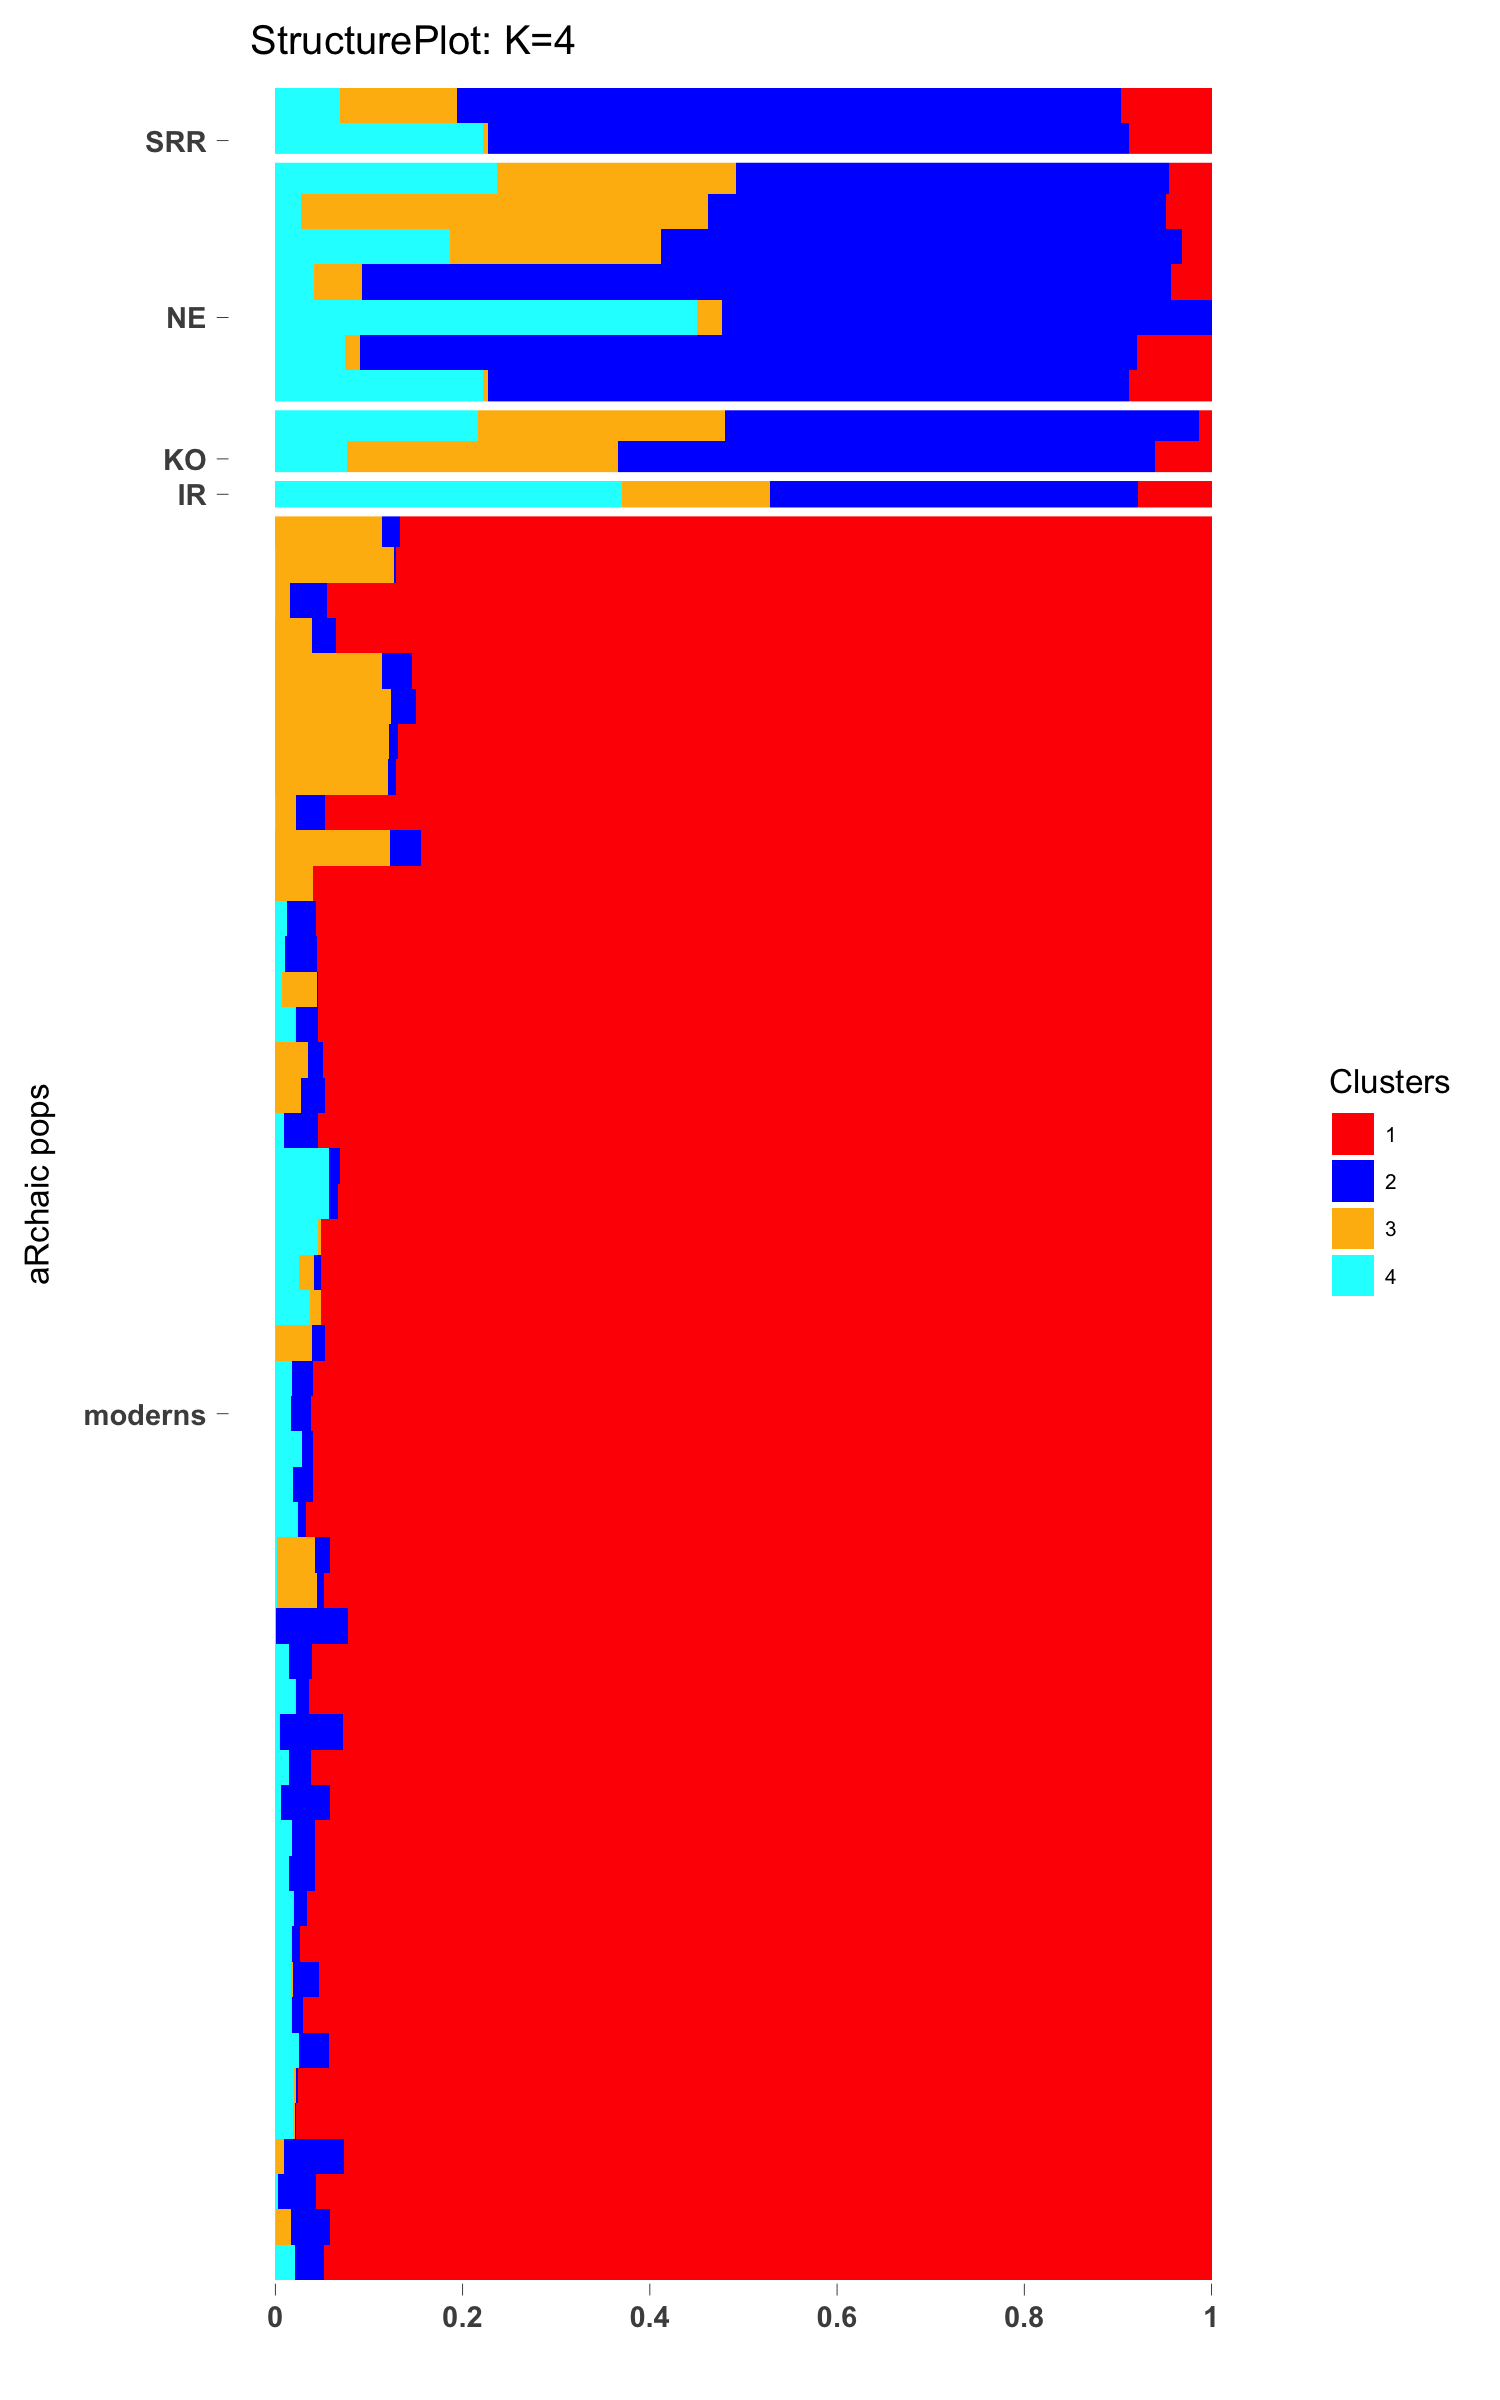 StructurePlot: K=4
SRR
NE
KO
IR
moderns
aRchaic pops
Clusters
1
2
3
4
0 0.2 0.4 0.6 0.8 1